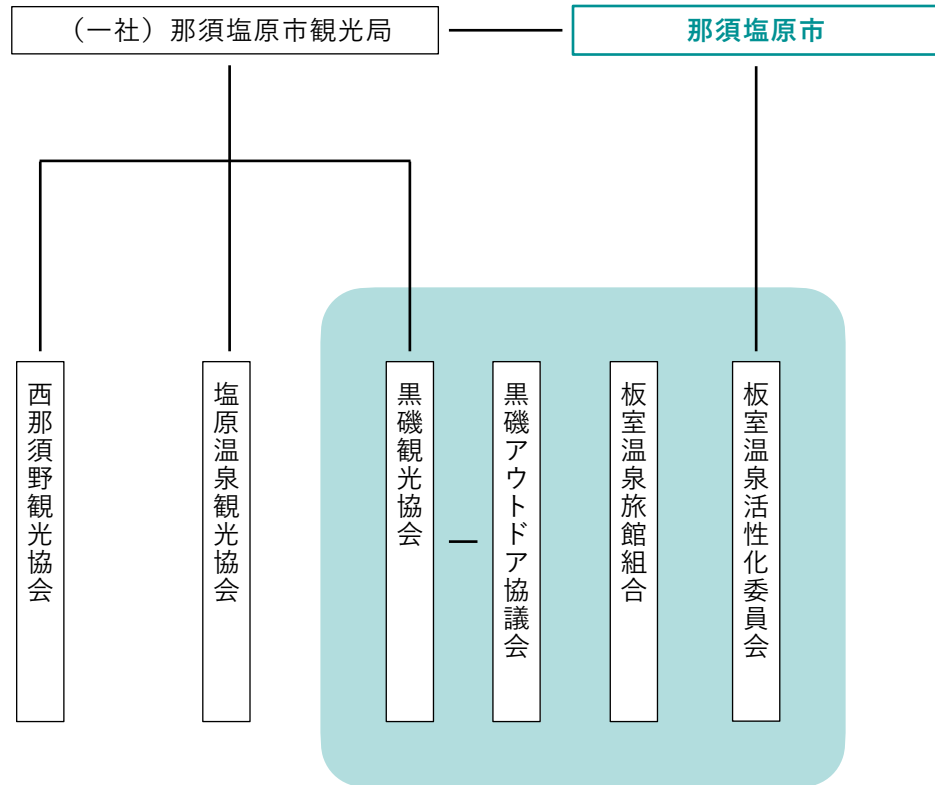 （一社）那須塩原市観光局
那須塩原市
西那須野観光協会
塩原温泉観光協会
黒磯観光協会
黒磯アウトドア協議会
板室温泉旅館組合
板室温泉活性化委員会